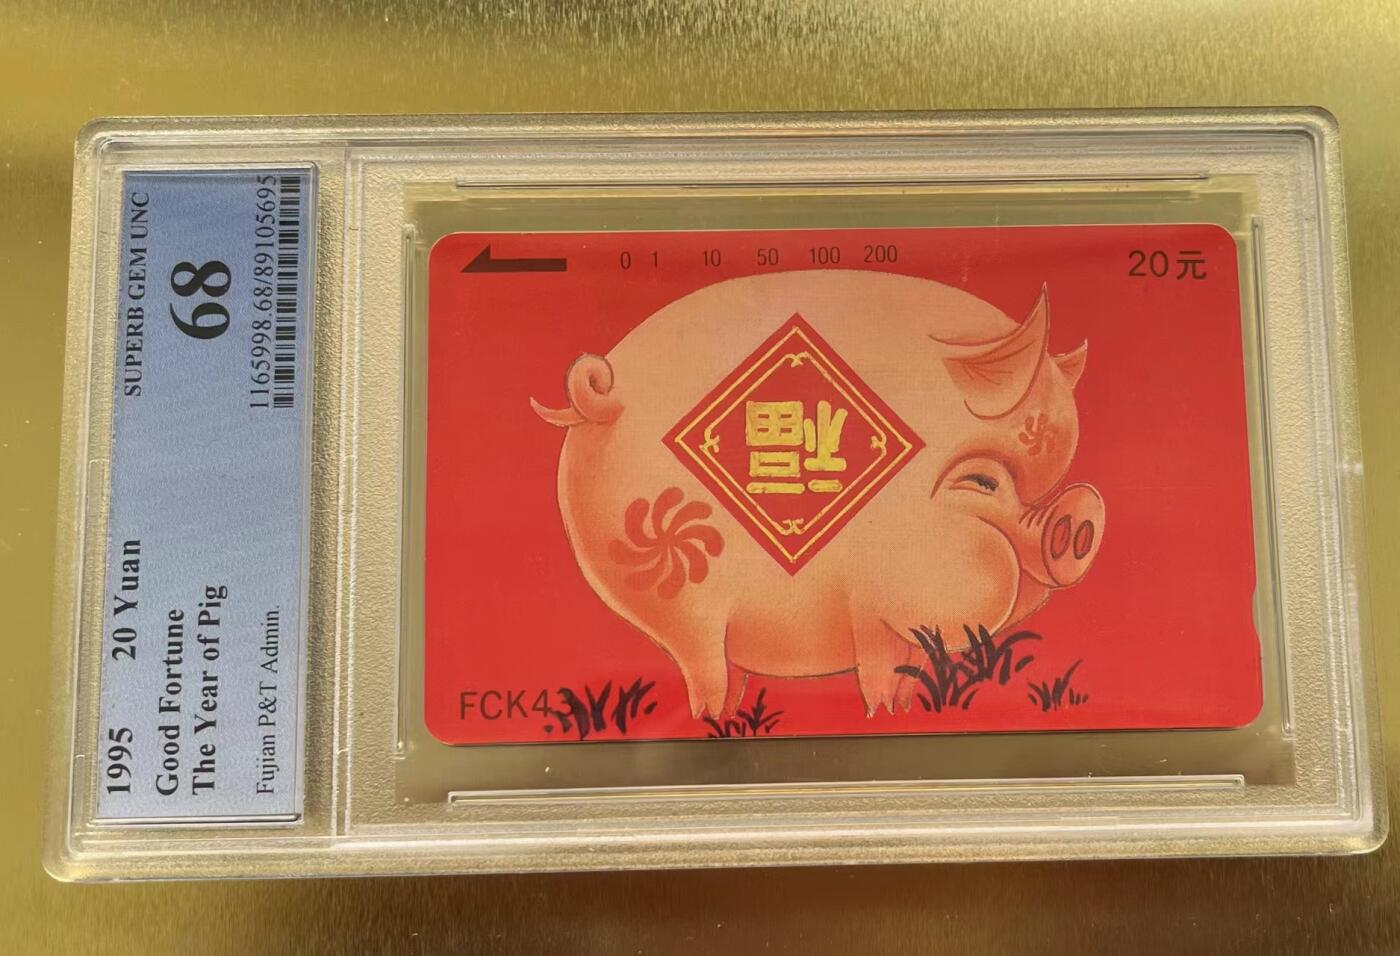 1995 20 Yuan SUPERB GEM UNC
Good Fortune
The Year of Pig
68
Fujian P&T Admin.
1165998.68/89105695
0 1 10 50 100 200
20元
福
FCK43